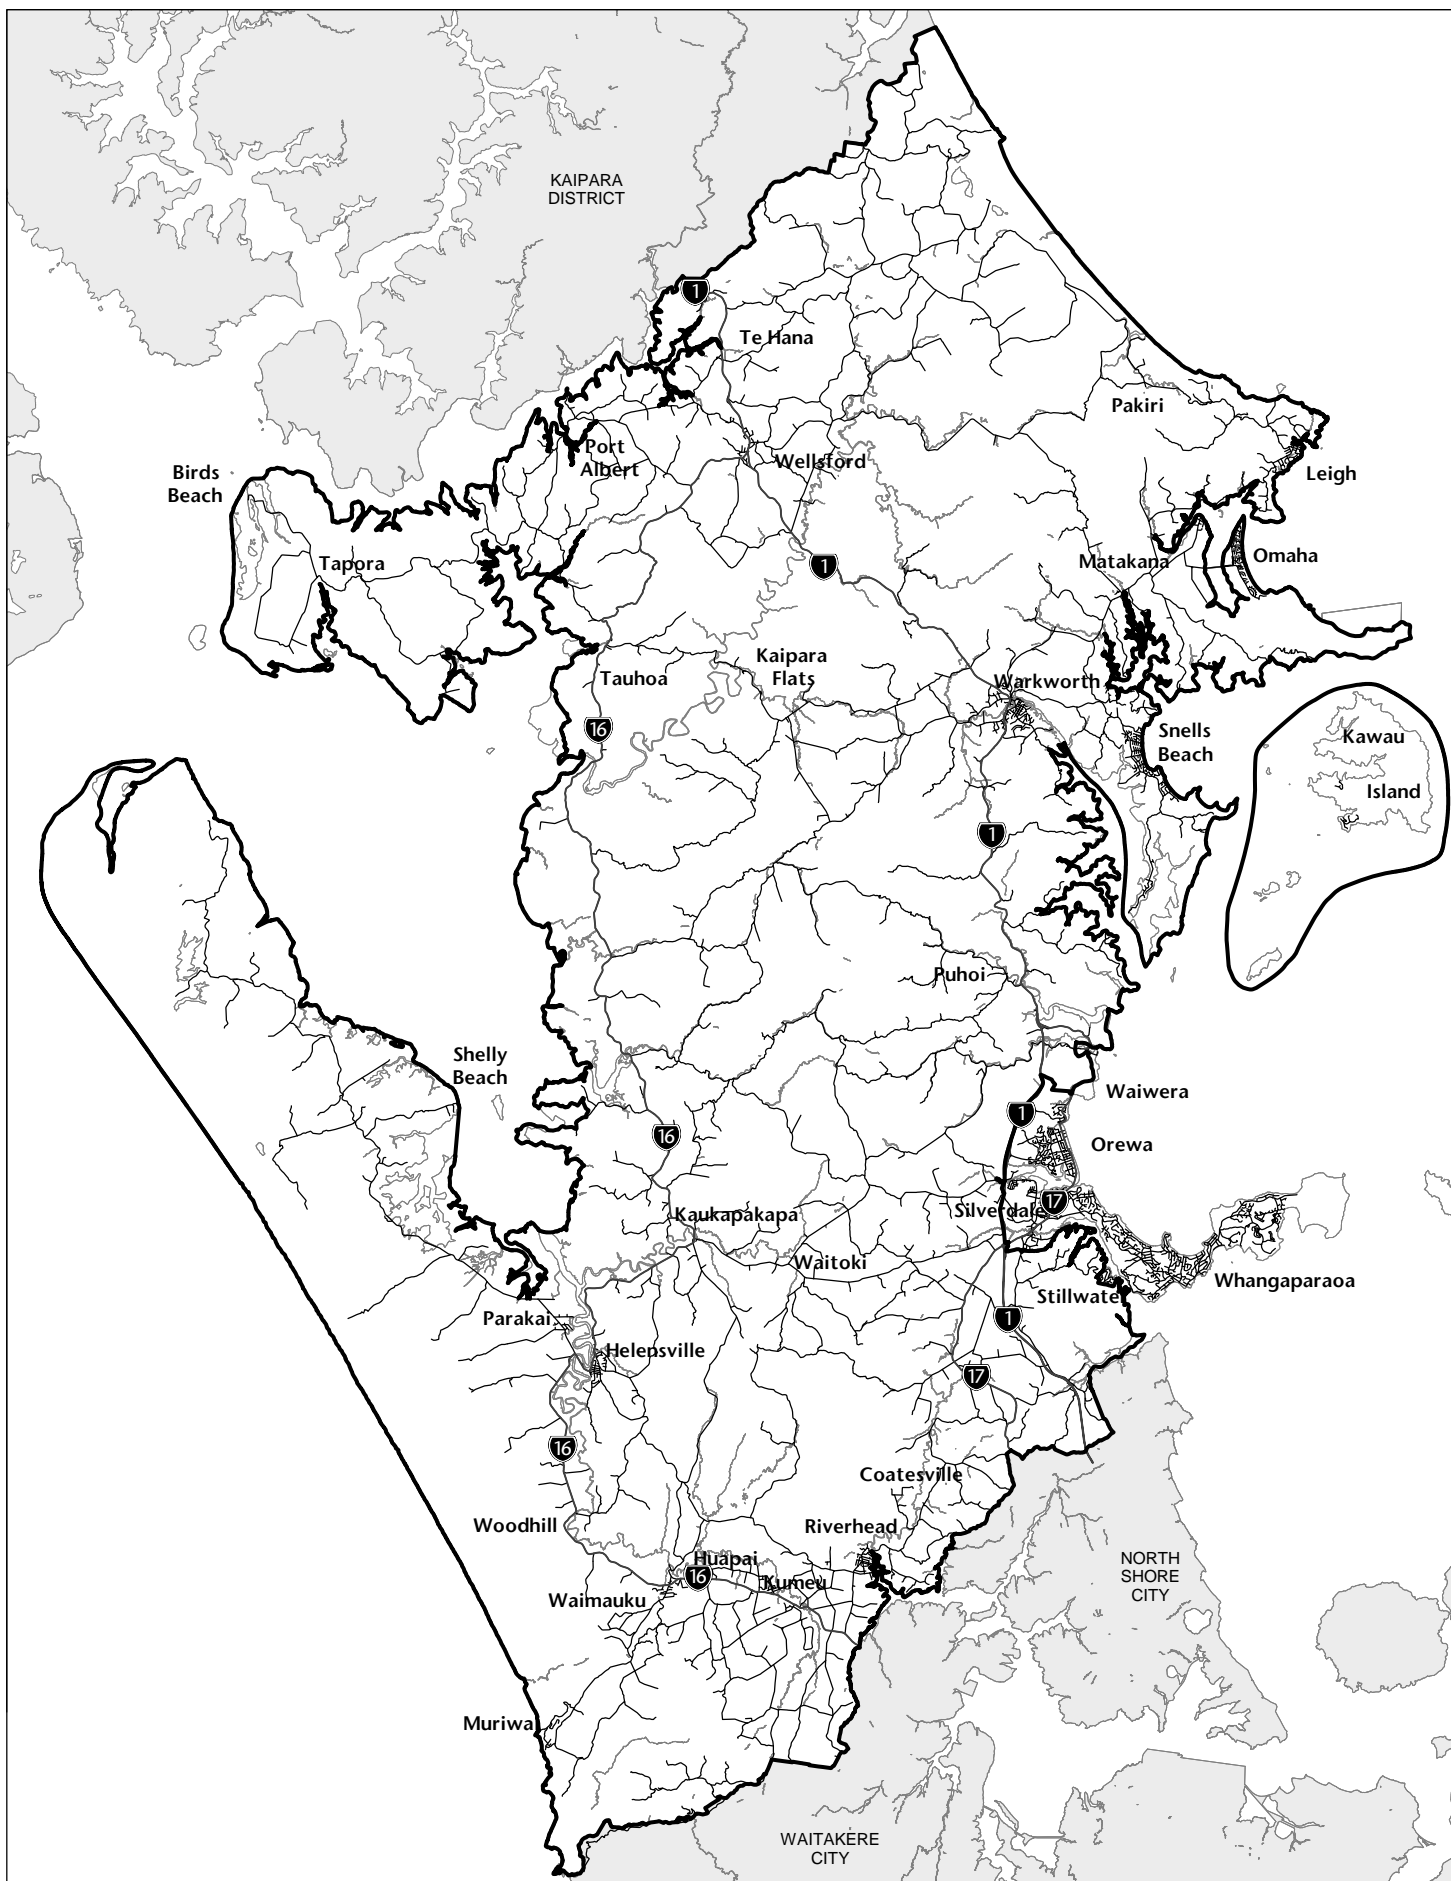 KAIPARA
DISTRICT
1
Te Hana
Pakiri
Port
Albert
Wellsford
Birds
Beach
Leigh
Tapora
1
Matakana
Omaha
Kaipara
Flats
Tauhoa
Warkworth
16
Snells
Beach
Kawau
Island
1
Puhoi
Shelly
Beach
Waiwera
1
16
Orewa
17
Silverdale
Kaukapakapa
Waitoki
Whangaparaoa
Stillwater
Parakai
1
Helensville
17
16
Coatesville
Woodhill
Riverhead
Huapai
16
Kumeu
Waimauku
NORTH
SHORE
CITY
Muriwa
WAITAKERE
CITY